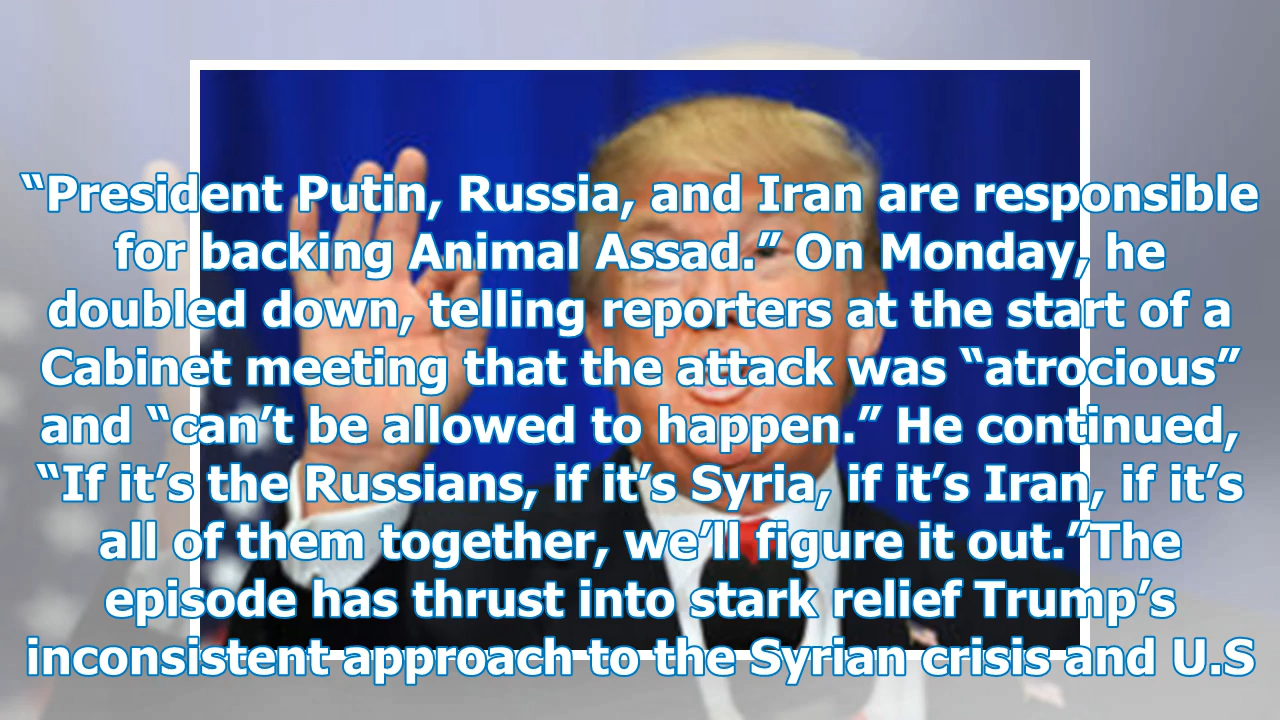 “President Putin, Russia, and Iran are responsible
for backing Animal Assad.” On Monday, he
doubled down, telling reporters at the start of a
Cabinet meeting that the attack was “atrocious”
and “can’t be allowed to happen.” He continued,
“If it’s the Russians, if it’s Syria, if it’s Iran, if it’s
all of them together, we’ll figure it out.”The
episode has thrust into stark relief Trump’s
inconsistent approach to the Syrian crisis and U.S